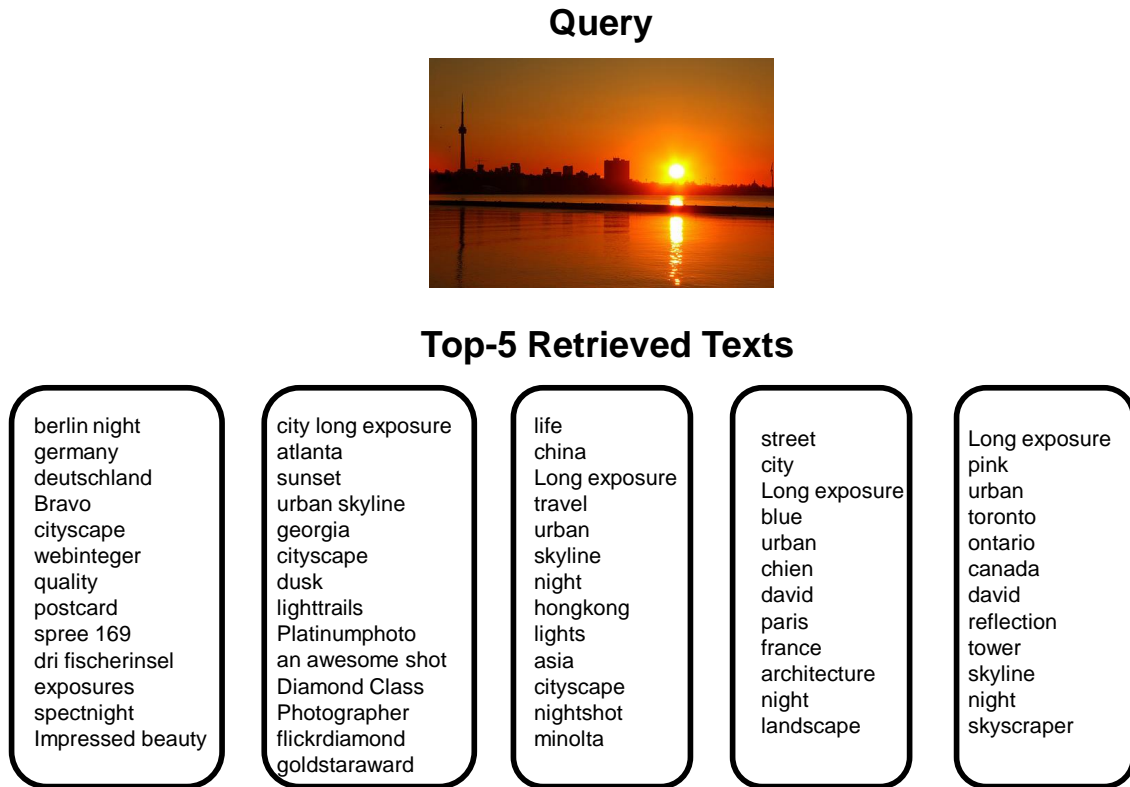 Query
Top-5 Retrieved Texts
berlin night
germany
deutschland
Bravo
cityscape
webinteger
quality
postcard
spree 169
dri fischerinsel
exposures
spectnight
Impressed beauty
city long exposure
atlanta
sunset
urban skyline
georgia
cityscape
dusk
lighttrails
Platinumphoto
an awesome shot
Diamond Class
Photographer
flickrdiamond
goldstaraward
life
china
Long exposure
travel
urban
skyline
night
hongkong
lights
asia
cityscape
nightshot
minolta
street
city
Long exposure
blue
urban
chien
david
paris
france
architecture
night
landscape
Long exposure
pink
urban
toronto
ontario
canada
david
reflection
tower
skyline
night
skyscraper